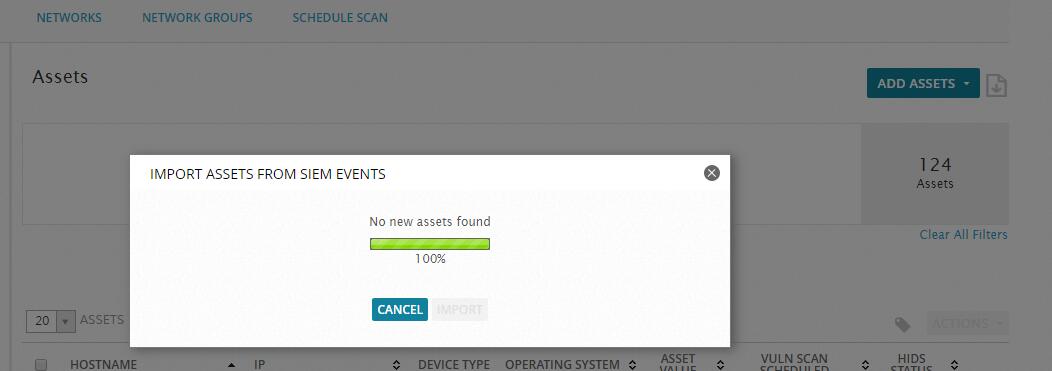 NETWORKS NETWORK GROUPS SCHEDULE SCAN
Assets
ADD ASSETS
124
Assets
IMPORT ASSETS FROM SIEM EVENTS
No new assets found
100%
Clear All Filters
CANCEL IMPORT
20 ASSETS
ACTIONS
HOSTNAME IP DEVICE TYPE OPERATING SYSTEM ASSET VULN SCAN HIDS
VALUE SCHEDULED STATUS